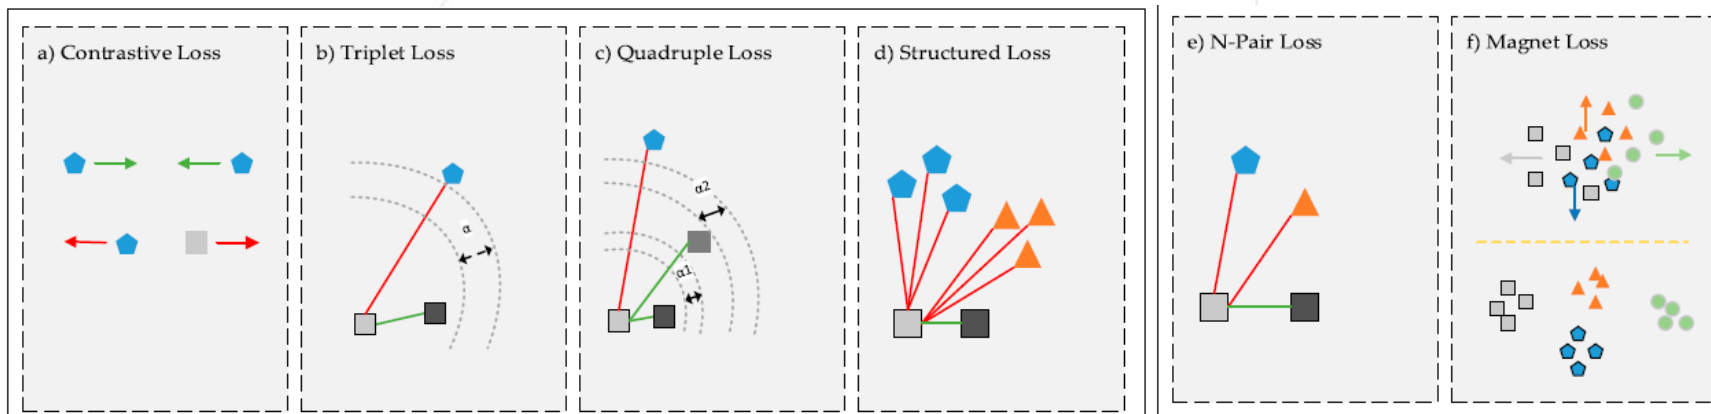 a) Contrastive Loss
b) Triplet Loss
α
c) Quadruple Loss
α2
α1
d) Structured Loss
e) N-Pair Loss
f) Magnet Loss